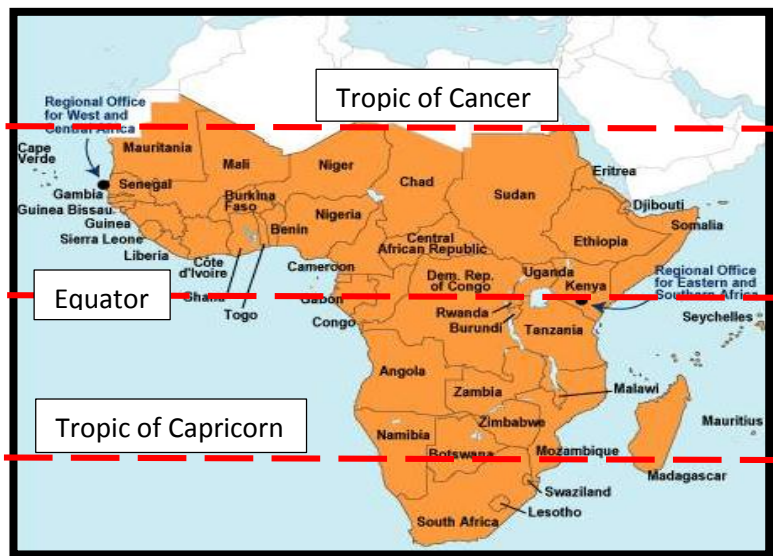 Tropic of Cancer
Regional Office
for West and
Central Africa
Cape
Verde
Mauritania
Mali
Niger
Chad
Sudan
Eritrea
Senegal
Gambia
Guinea Bissau.
Guinea
Sierra Leone
Liberia
Burkina
Faso
Benin
Nigeria
Djibouti
Somalia
Ethiopia
Central
African Republic
Côte
d'Ivoire
Ghana
Togo
Cameroon
Equator
Gabon
Congo
Dem. Rep.
of Congo
Uganda
Kenya
Regional Office
for Eastern and
Southern Africa
Rwanda
Burundi
Tanzania
Seychelles
Angola
Zambia
Malawi
Tropic of Capricorn
Zimbabwe
Mauritius
Namibia
Botswana
Mozambique
Madagascar
Swaziland
Lesotho
South Africa